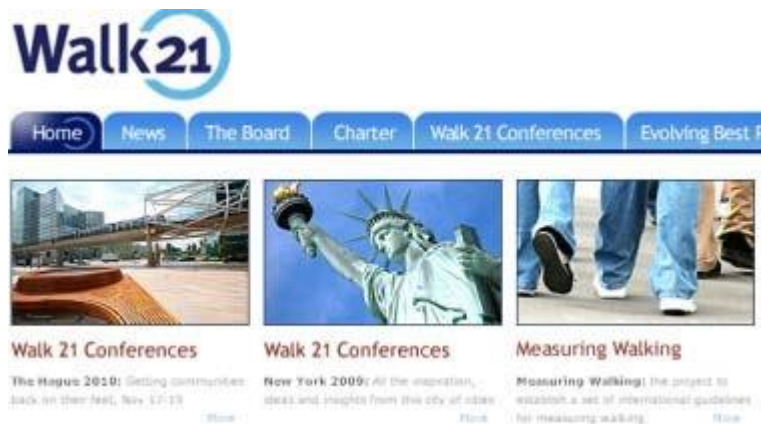 Walk21
Home News The Board Charter Walk 21 Conferences Evolving Best P
Walk 21 Conferences
The Hague 2010: Getting communities
back on their feet, Nov 17-19
More
Walk 21 Conferences
New York 2009: All the inspiration,
ideas and insights from this city of cities
More
Measuring Walking
Measuring Walking: the project to
establish a set of international guidelines
for measuring walking
More